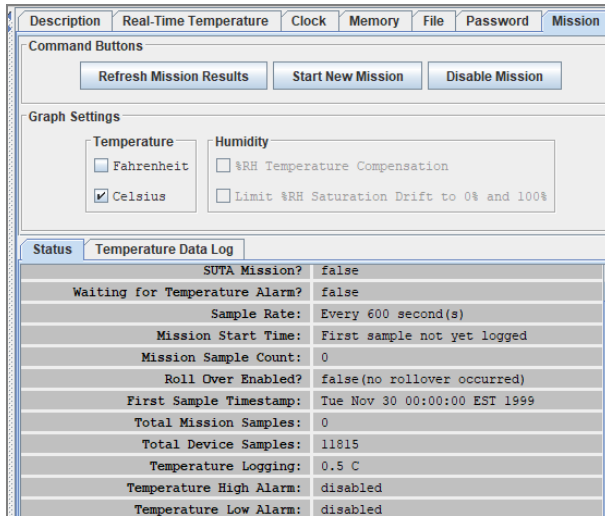 Description Real-Time Temperature Clock Memory File Password Mission
Command Buttons
Refresh Mission Results Start New Mission Disable Mission
Graph Settings
Temperature Humidity
Fahrenheit %RH Temperature Compensation
Celsius Limit %RH Saturation Drift to 0% and 100%
Status Temperature Data Log
SUTA Mission? false
Waiting for Temperature Alarm? false
Sample Rate: Every 600 second(s)
Mission Start Time: First sample not yet logged
Mission Sample Count: 0
Roll Over Enabled? false(no rollover occurred)
First Sample Timestamp: Tue Nov 30 00:00:00 EST 1999
Total Mission Samples: 0
Total Device Samples: 11815
Temperature Logging: 0.5 C
Temperature High Alarm: disabled
Temperature Low Alarm: disabled